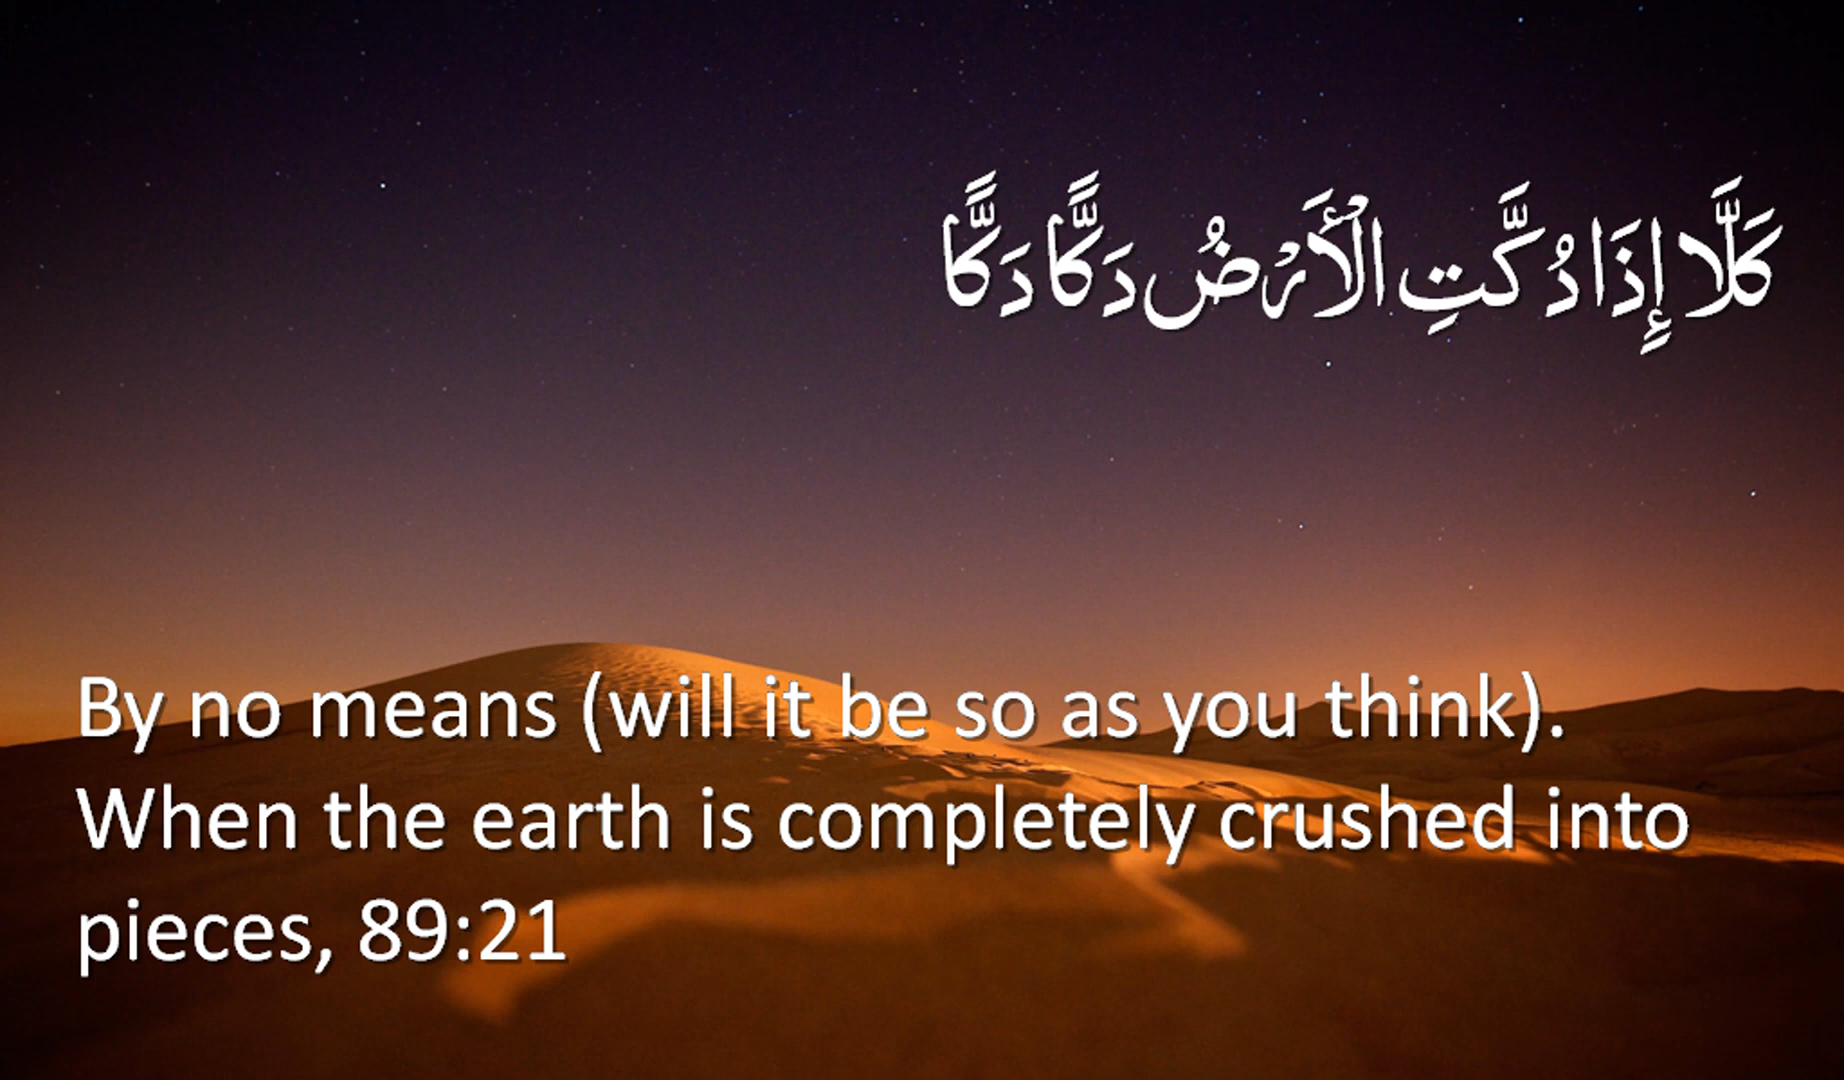 كَلَّا إِذَا دُكَّتِ ٱلْأَرْضُ دَكًّا دَكًّا
By no means (will it be so as you think).
When the earth is completely crushed into
pieces, 89:21